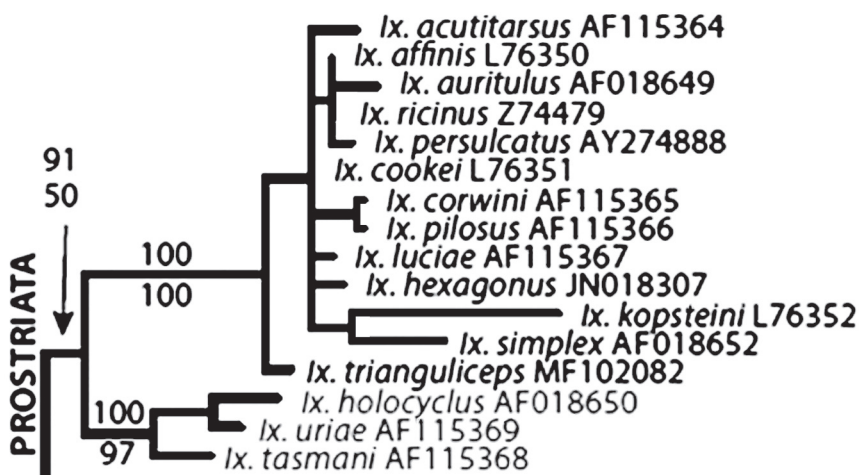 Ix. acutitarsus AF115364
Ix. affinis L76350
Ix. auritulus AF018649
Ix. ricinus Z74479
Ix. persulcatus AY274888
Ix. cookei L76351
Ix. corwini AF115365
Ix. pilosus AF115366
Ix. luciae AF115367
Ix. hexagonus JN018307
Ix. kopsteini L76352
Ix. simplex AF018652
Ix. trianguliceps MF102082
Ix. holocyclus AF018650
Ix. uriae AF115369
Ix. tasmani AF115368
91
50
100
100
100
97
PROSTRIATA